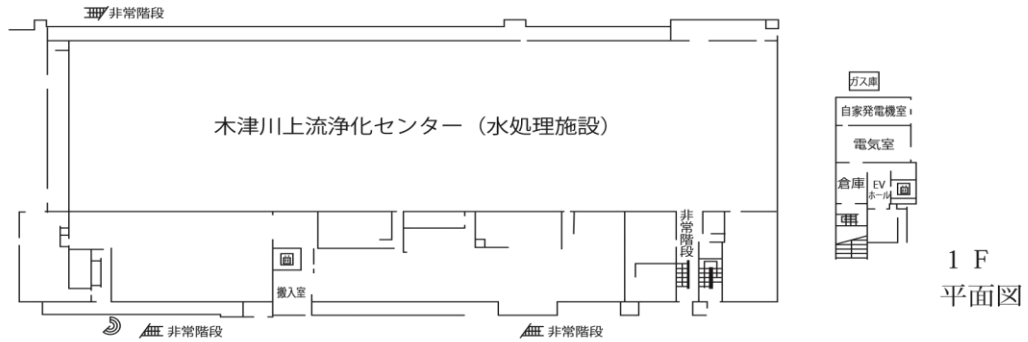 非常階段
ガス庫
自家発電機室
木津川上流浄化センター（水処理施設）
電気室
倉庫
EV
ホール
非常階段
搬入室
1 F
平面図
非常階段
非常階段